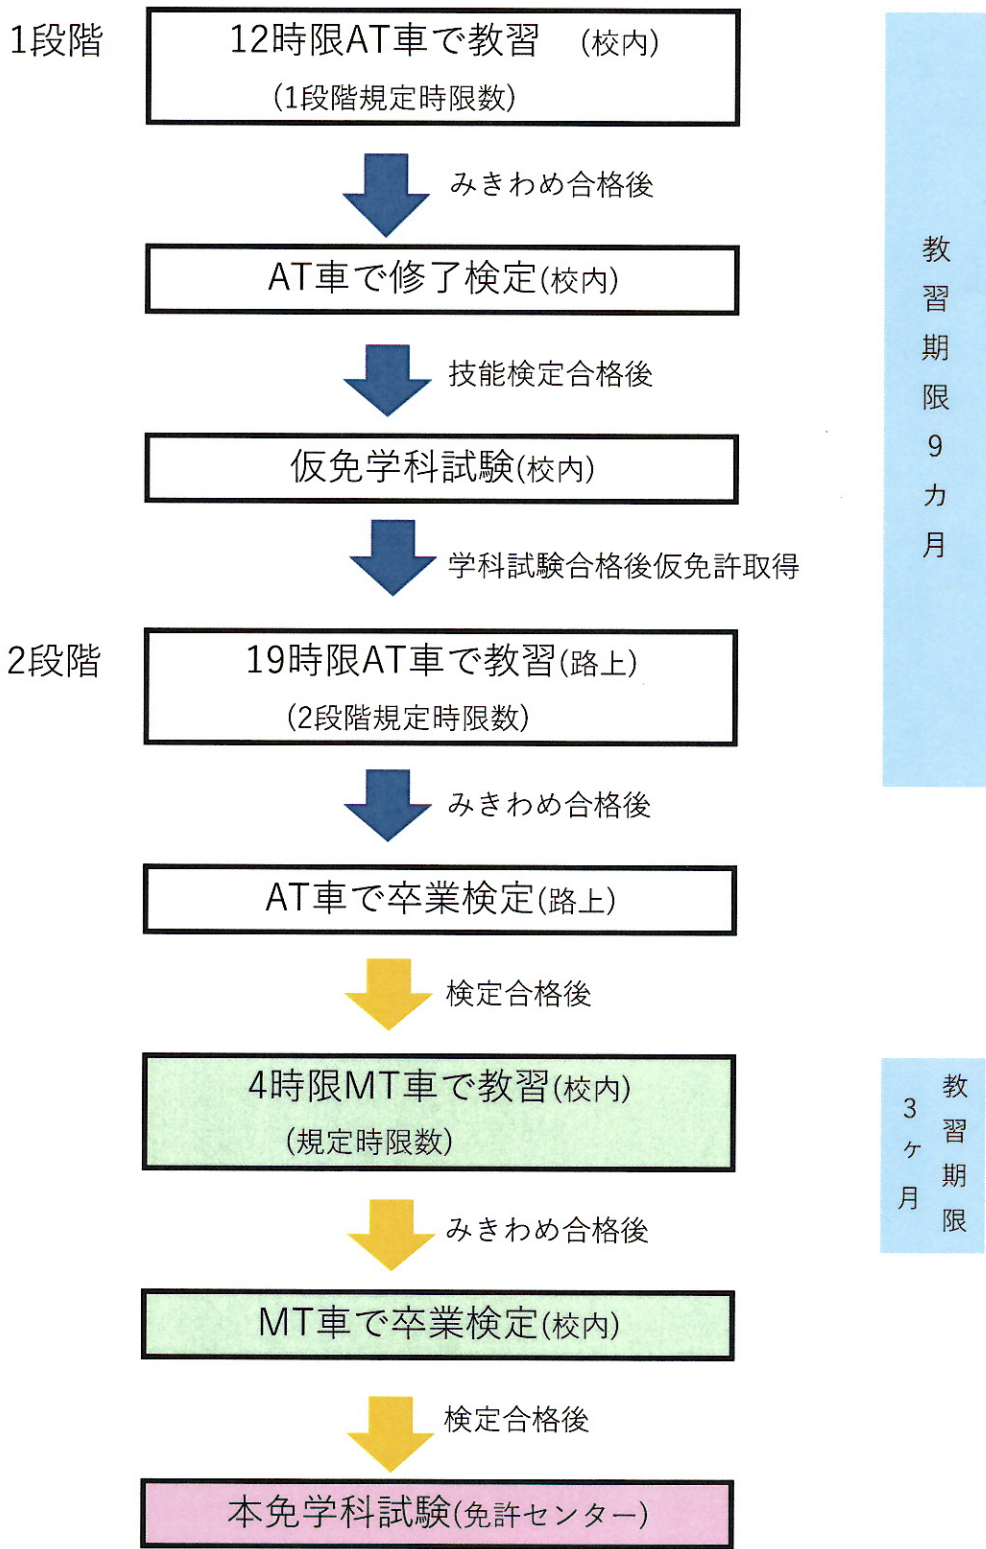 1段階
12時限AT車で教習 (校内)
(1段階規定時限数)
みきわめ合格後
AT車で修了検定(校内)
技能検定合格後
仮免学科試験(校内)
学科試験合格後仮免許取得
2段階
19時限AT車で教習(路上)
(2段階規定時限数)
みきわめ合格後
AT車で卒業検定(路上)
検定合格後
4時限MT車で教習(校内)
(規定時限数)
みきわめ合格後
MT車で卒業検定(校内)
検定合格後
本免学科試験(免許センター)
教習期限9カ月
教習期限
3ヶ月